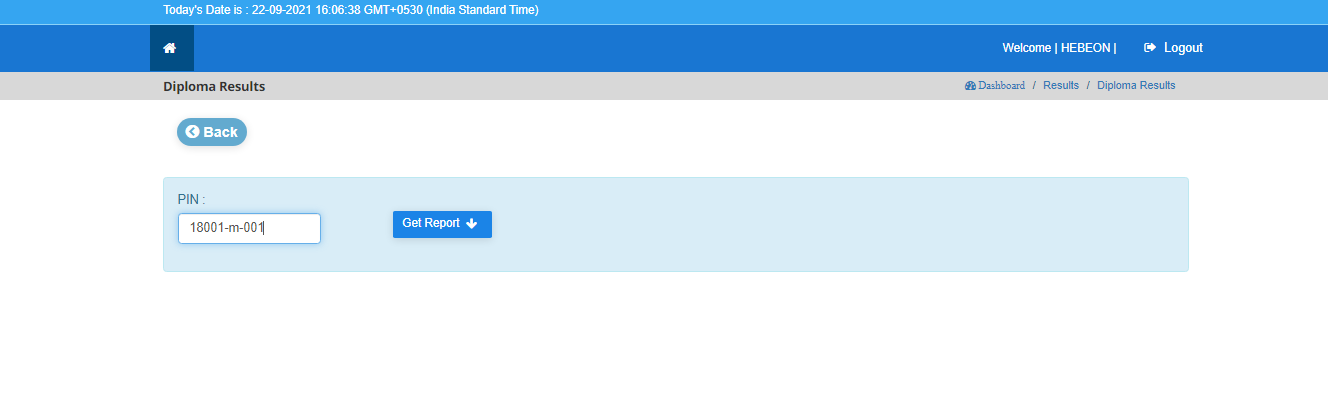 Today's Date is : 22-09-2021 16:06:38 GMT+0530 (India Standard Time)
Welcome | HEBEON | Logout
Diploma Results Dashboard / Results / Diploma Results
Back
PIN :
18001-m-001 Get Report